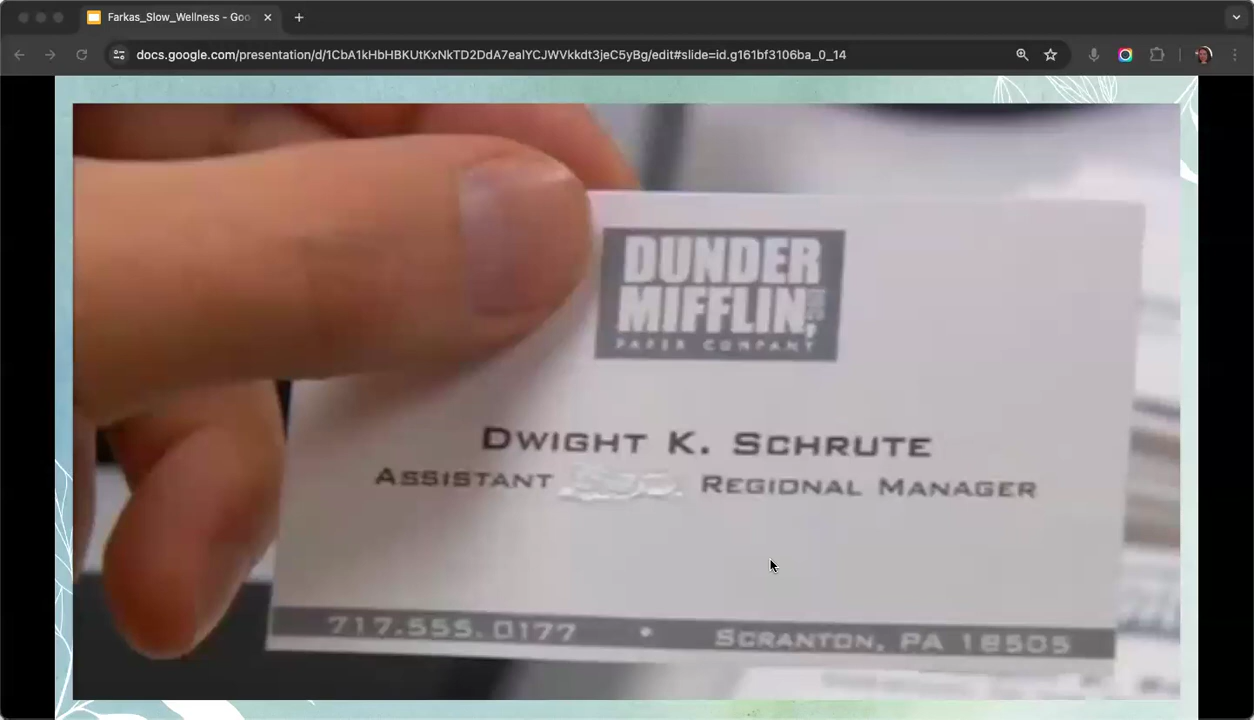 Farkas_Slow_Wellness - Goo
docs.google.com/presentation/d/1CbA1kHbHBKUtKxNkTD2DdA7ealYCJWVkkdt3jeC5yBg/edit#slide=id.g161bf3106ba_0_14
DUNDER
MIFFLIN,
PAPER COMPANY
DWIGHT K. SCHRUTE
ASSISTANT REGIONAL MANAGER
717.555.0177 • SCRANTON, PA 18505